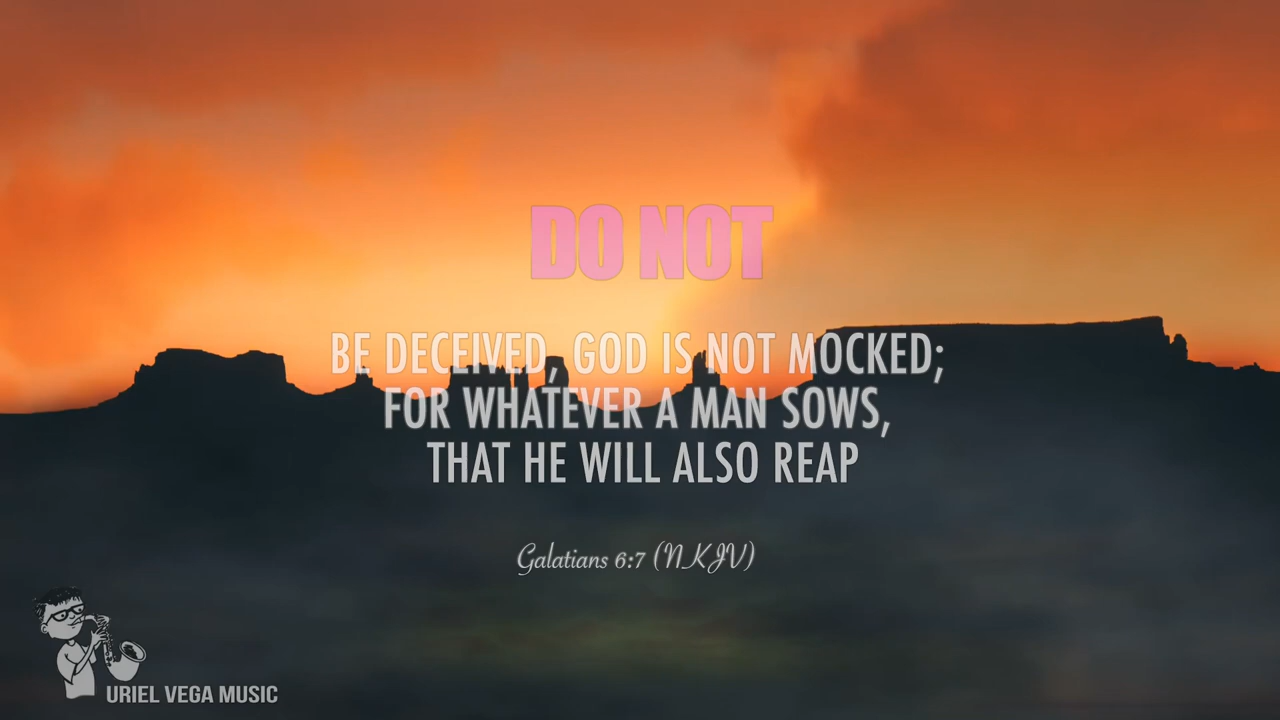 DO NOT
BE DECEIVED, GOD IS NOT MOCKED;
FOR WHATEVER A MAN SOWS,
THAT HE WILL ALSO REAP
Galatians 6:7 (NKJV)
URIEL VEGA MUSIC